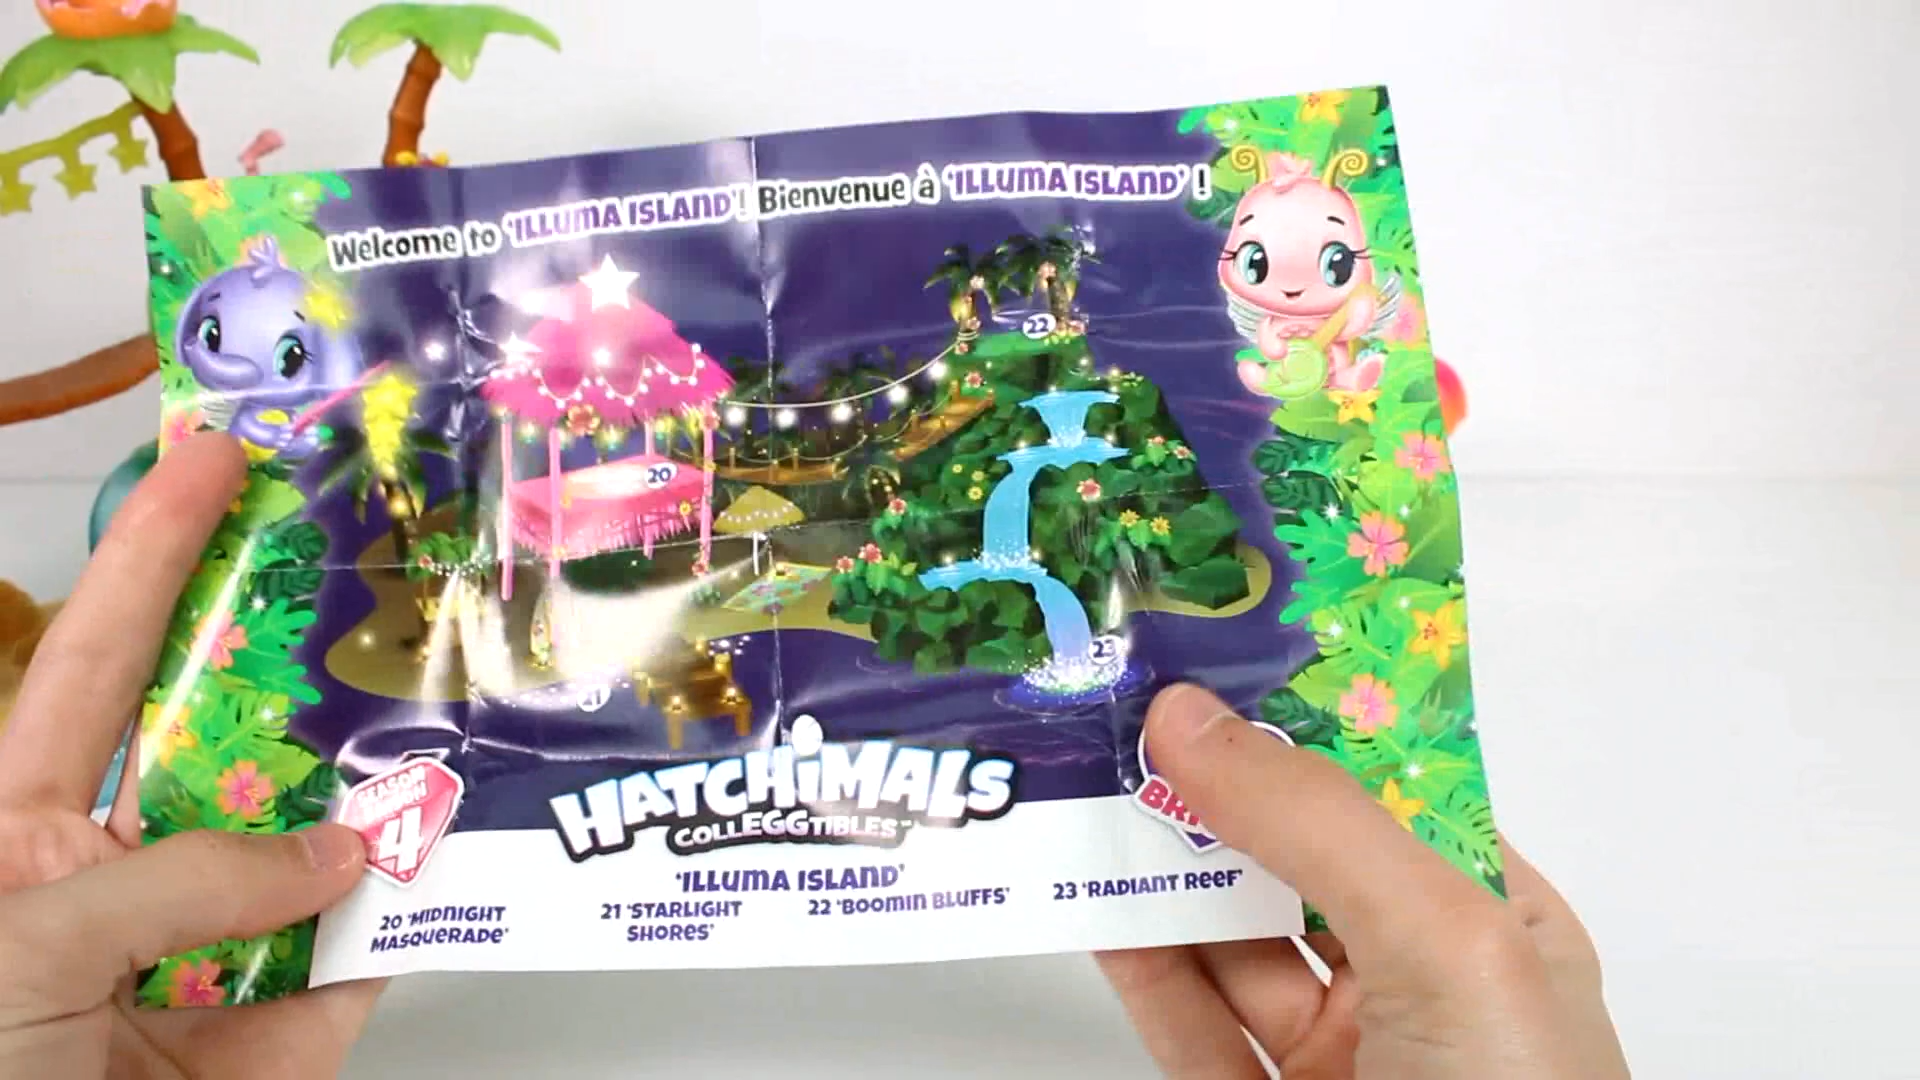 Welcome to 'ILLUMA ISLAND'! Bienvenue à 'ILLUMA ISLAND' !
22
20
23
21
SEASON
4
HATCHiMALS
COLLEGGTIBLES™
'ILLUMA ISLAND'
20 'MIDNIGHT
MASQUERADE'
21 'STARLIGHT
SHORES'
22 'BOOMIN BLUFFS'
23 'RADIANT REEF'